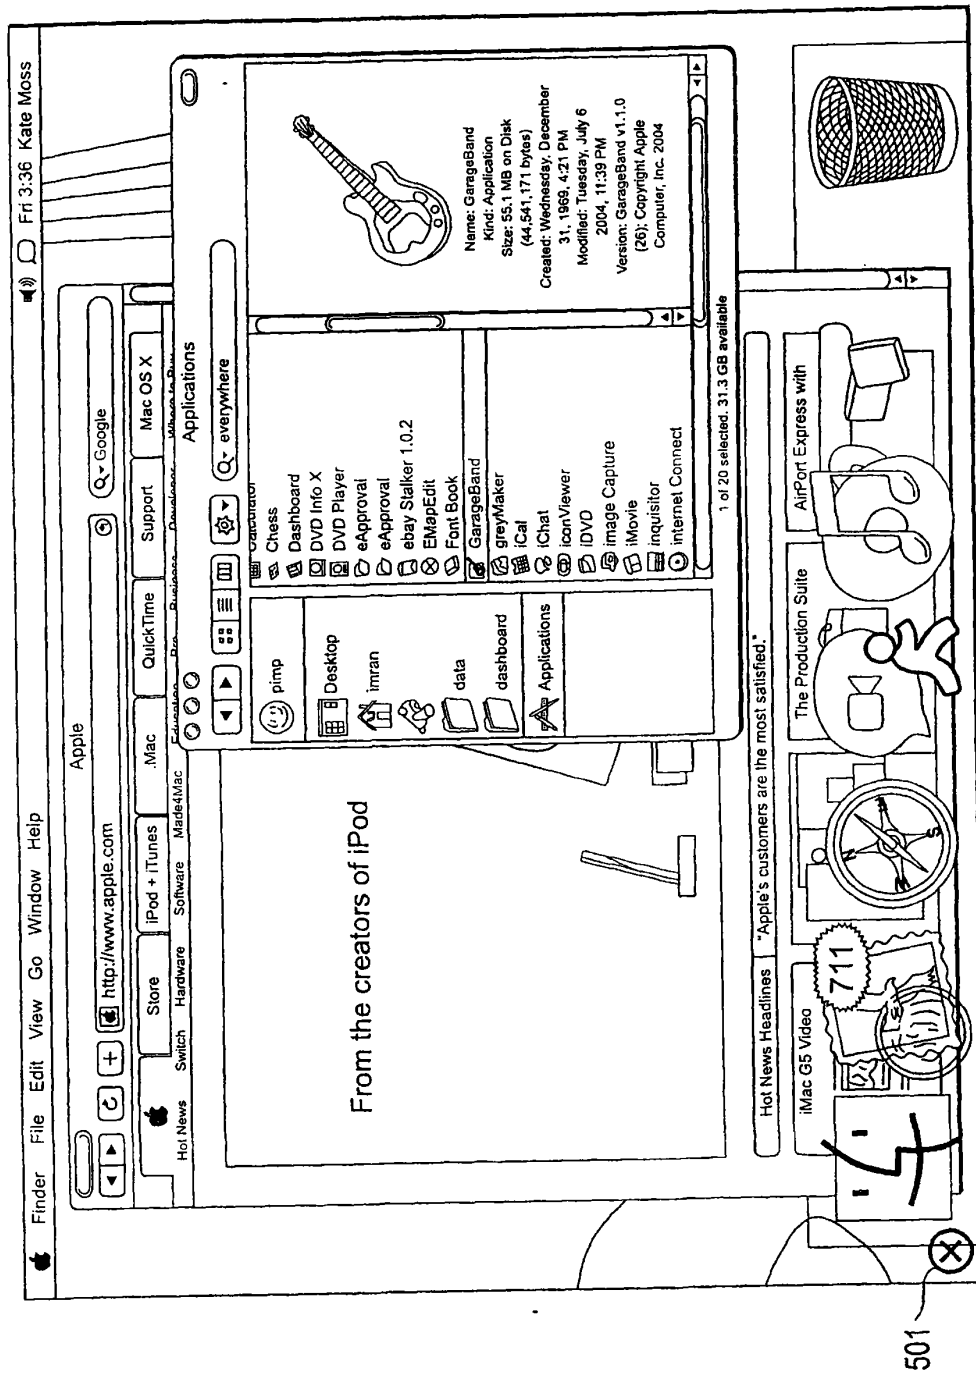 Finder File Edit View Go Window Help
Fri 3:36 Kate Moss
Apple
http://www.apple.com
Google
Store
iPod + iTunes
.Mac
QuickTime
Support
Mac OS X
Hot News Switch Hardware Software Made4Mac
From the creators of iPod
Applications
everywhere
pimp
Desktop
imran
data
dashboard
Applications
Chess
Dashboard
DVD Info X
DVD Player
eApproval
eApproval
ebay Stalker 1.0.2
EMapEdit
Font Book
GarageBand
greyMaker
iCal
iChat
iconViewer
iDVD
image Capture
iMovie
inquisitor
internet Connect
Name: GarageBand
Kind: Application
Size: 55.1 MB on Disk
(44,541,171 bytes)
Created: Wednesday, December
31, 1969, 4:21 PM
Modified: Tuesday, July 6
2004, 11:39 PM
Version: GarageBand v1.1.0
(26); Copyright Apple
Computer, Inc. 2004
1 of 20 selected. 31.3 GB available
Hot News Headlines
"Apple's customers are the most satisfied."
iMac G5 Video
The Production Suite
AirPort Express with
711
N
E
S
W
501